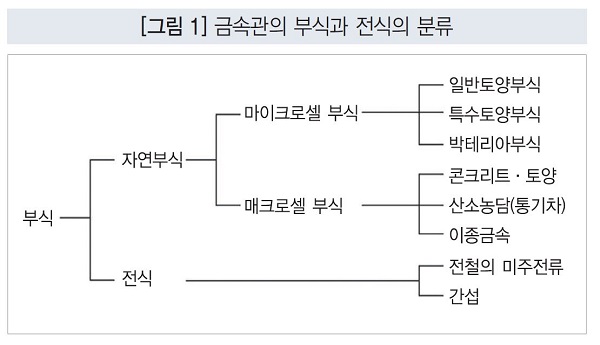 [그림 1] 금속관의 부식과 전식의 분류
일반토양부식
마이크로셀 부식
특수토양부식
박테리아부식
자연부식
콘크리트·토양
매크로셀 부식
산소농담(통기차)
부식
이종금속
전철의 미주전류
전식
간섭